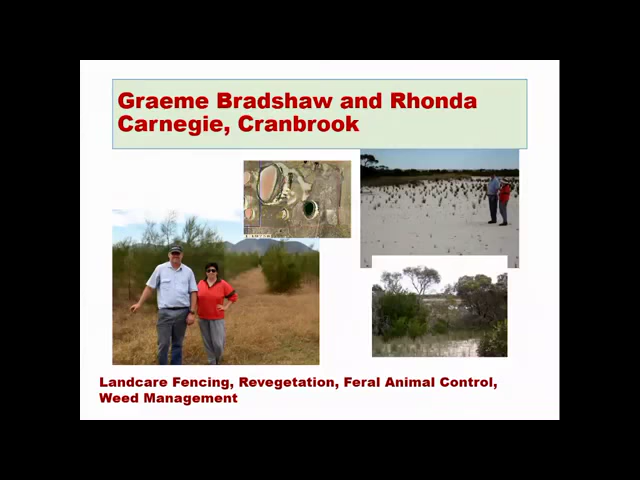 Graeme Bradshaw and Rhonda
Carnegie, Cranbrook
Landcare Fencing, Revegetation, Feral Animal Control,
Weed Management